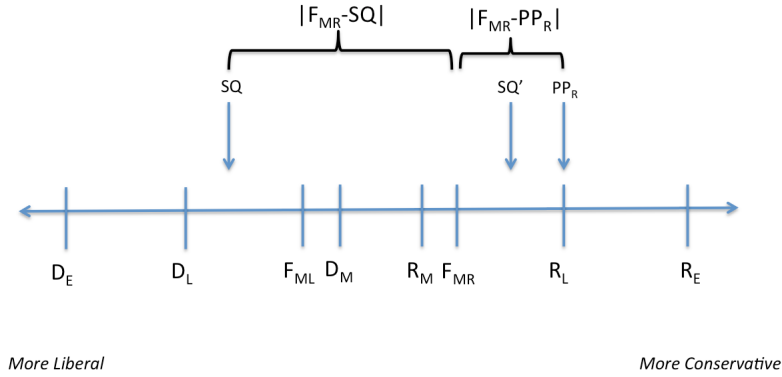 |F_MR-SQ| |F_MR-PP_R|
SQ SQ’ PP_R
D_E D_L F_ML D_M R_M F_MR R_L R_E
More Liberal More Conservative